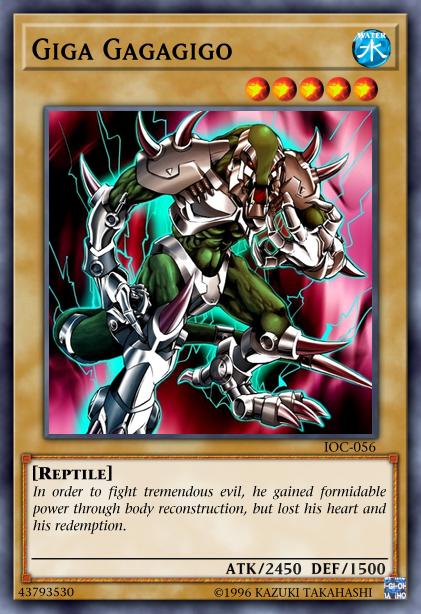 GIGA GAGAGIGO
WATER
水
IOC-056
[REPTILE]
In order to fight tremendous evil, he gained formidable
power through body reconstruction, but lost his heart and
his redemption.
ATK/2450 DEF/1500
43793530
©1996 KAZUKI TAKAHASHI